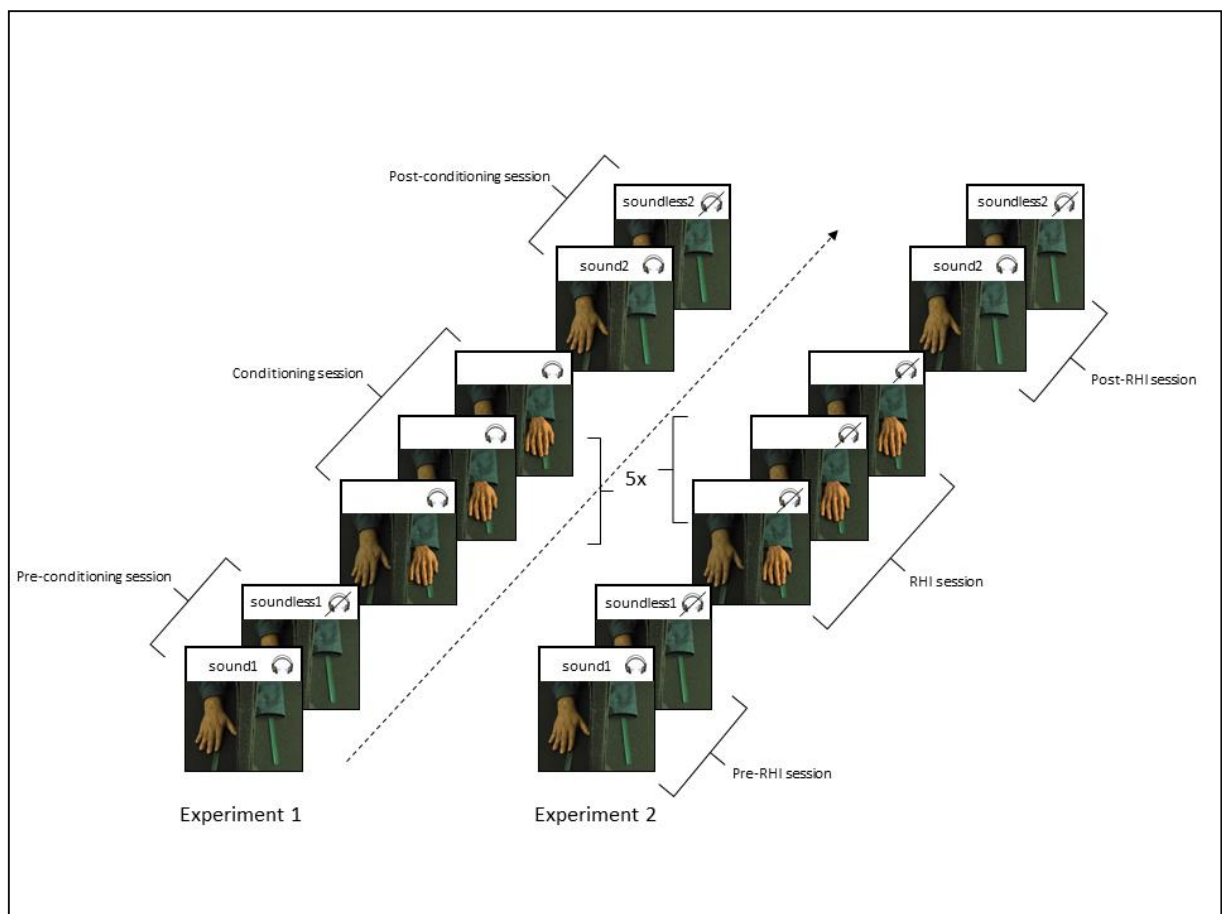 Post-conditioning session
soundless2
soundless2
sound2
sound2
Conditioning session
Post-RHI session
5x
Pre-conditioning session
RHI session
soundless1
soundless1
sound1
sound1
Pre-RHI session
Experiment 1
Experiment 2